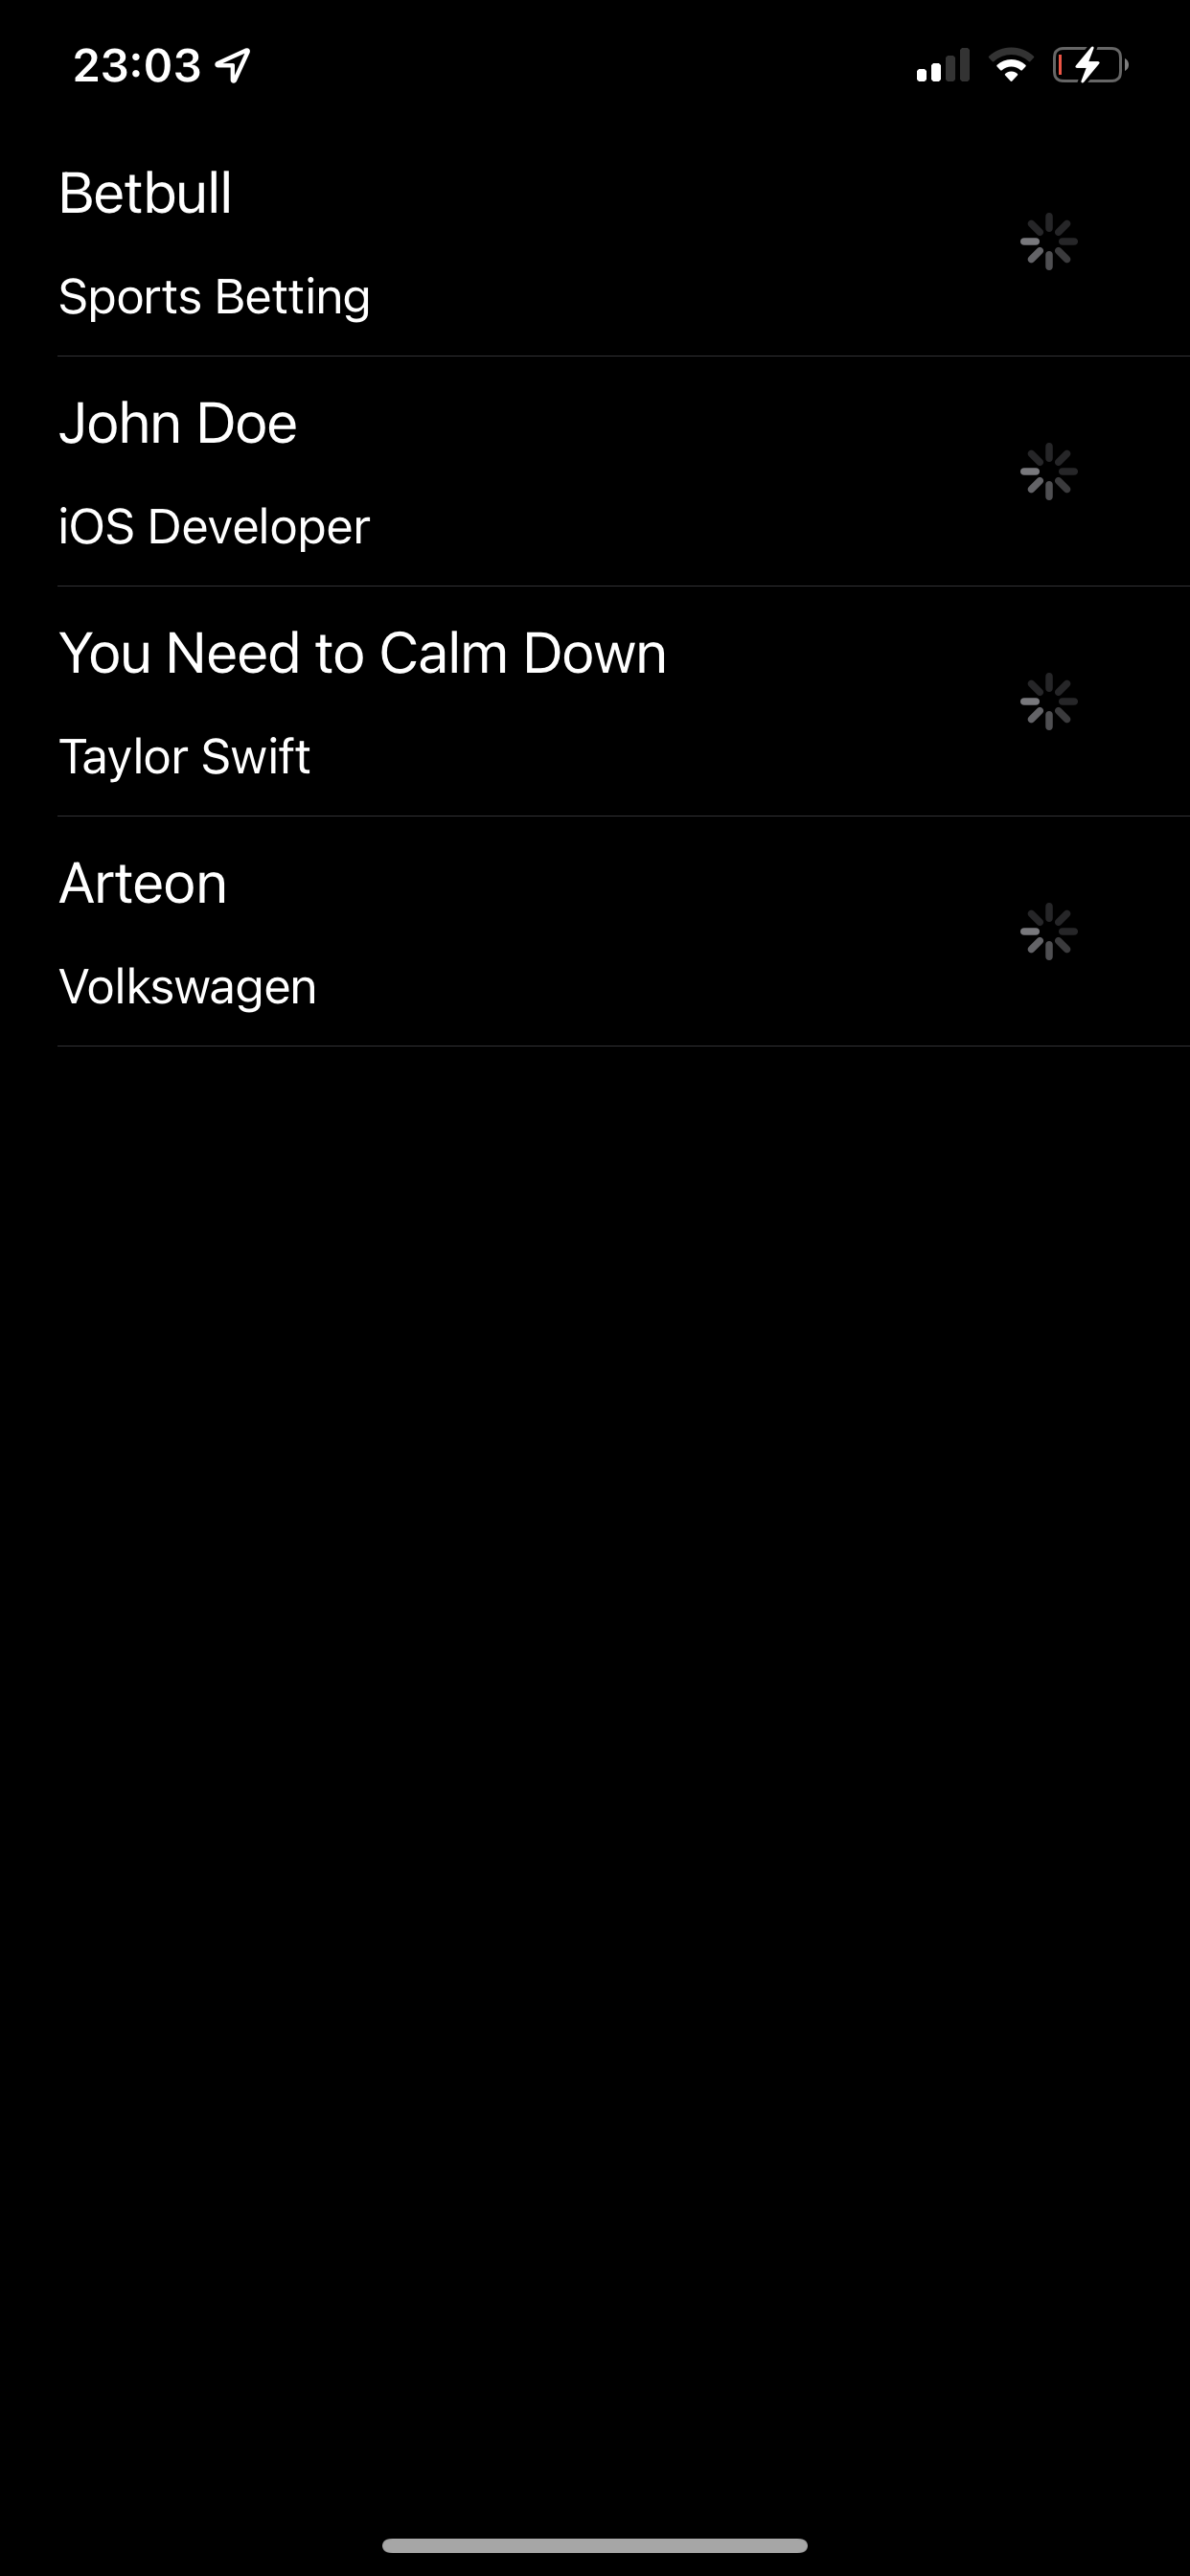 23:03
Betbull
Sports Betting
John Doe
iOS Developer
You Need to Calm Down
Taylor Swift
Arteon
Volkswagen